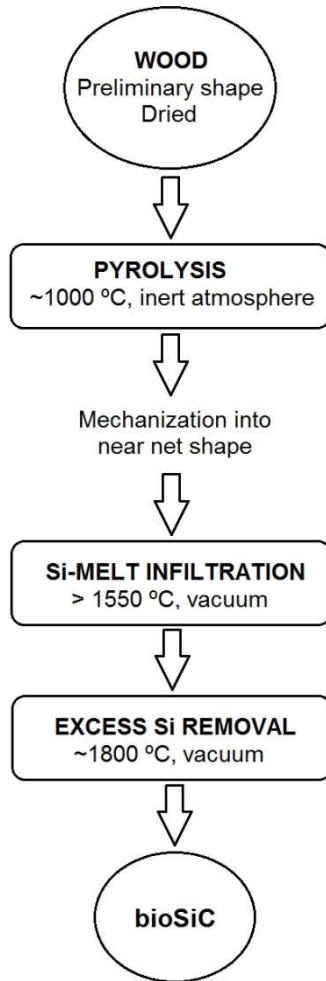 WOOD
Preliminary shape
Dried
PYROLYSIS
~1000 ºC, inert atmosphere
Mechanization into
near net shape
Si-MELT INFILTRATION
> 1550 ºC, vacuum
EXCESS Si REMOVAL
~1800 ºC, vacuum
bioSiC